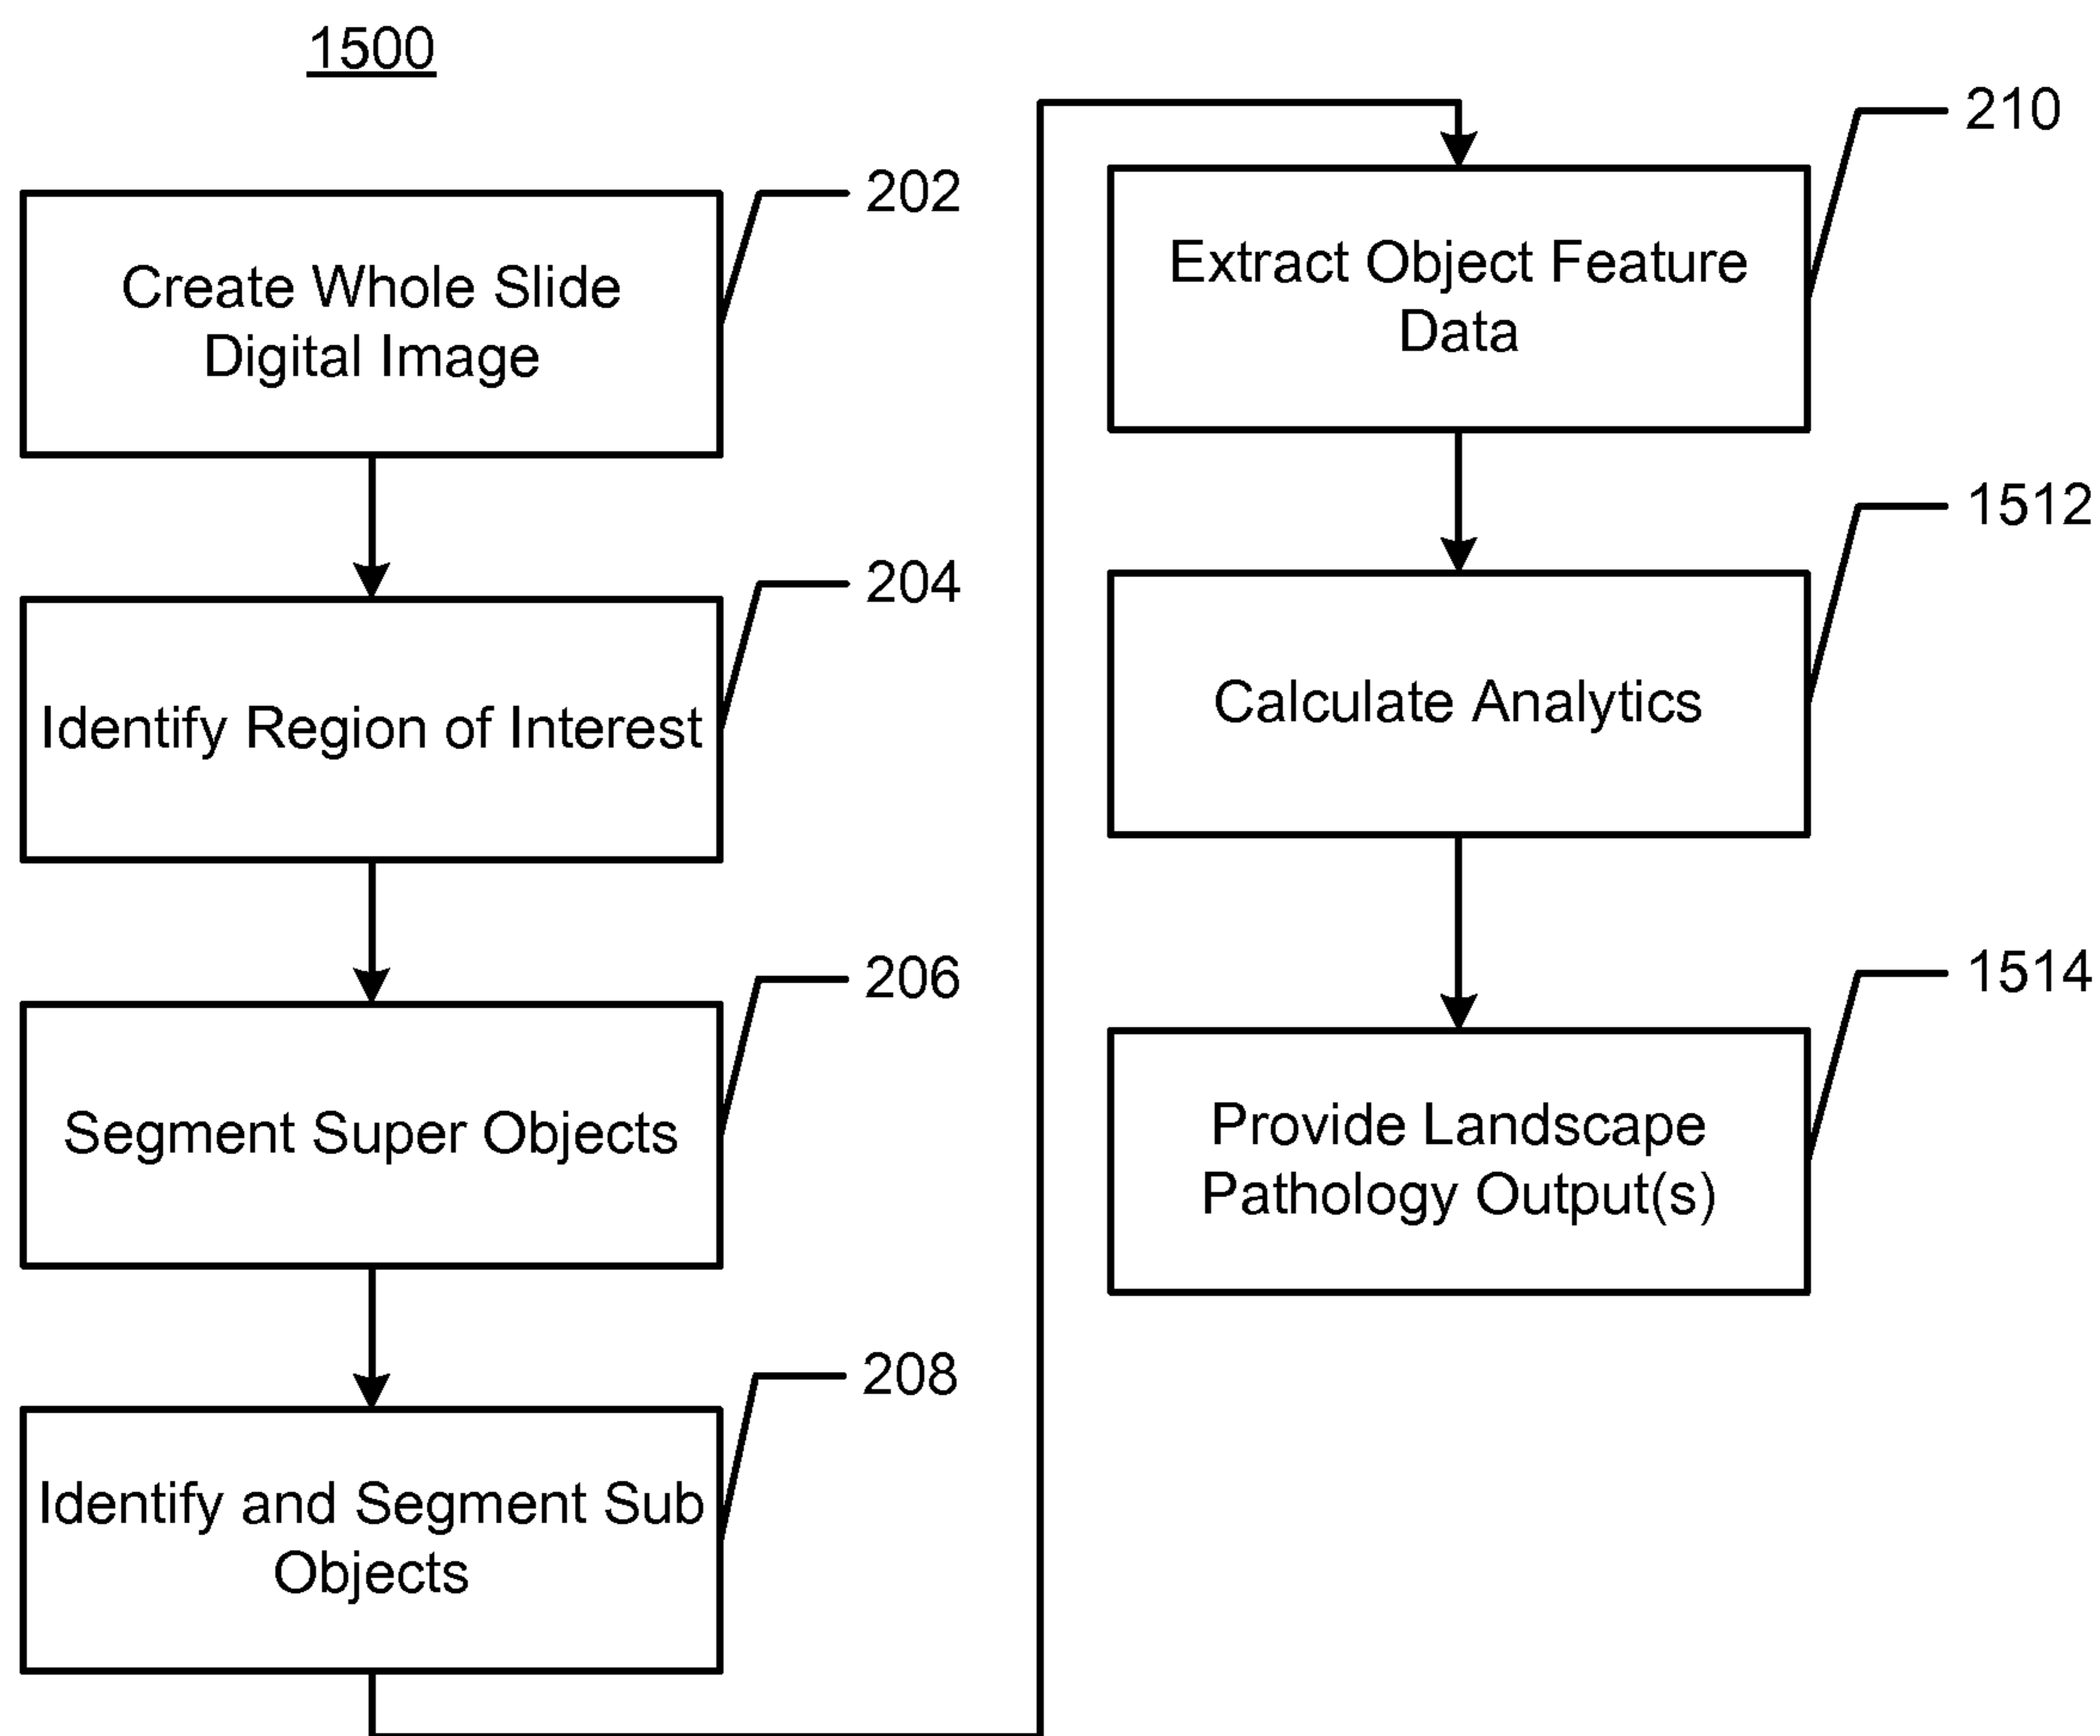 1500
202
Create Whole Slide
Digital Image
204
Identify Region of Interest
206
Segment Super Objects
208
Identify and Segment Sub
Objects
210
Extract Object Feature
Data
1512
Calculate Analytics
1514
Provide Landscape
Pathology Output(s)